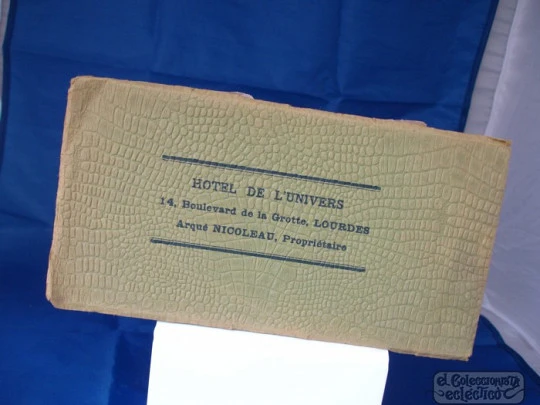 HOTEL DE L'UNIVERS
14, Boulevard de la Grotte, LOURDES
Arqué NICOLEAU, Propriétaire
el Coleccionista
ecléctico